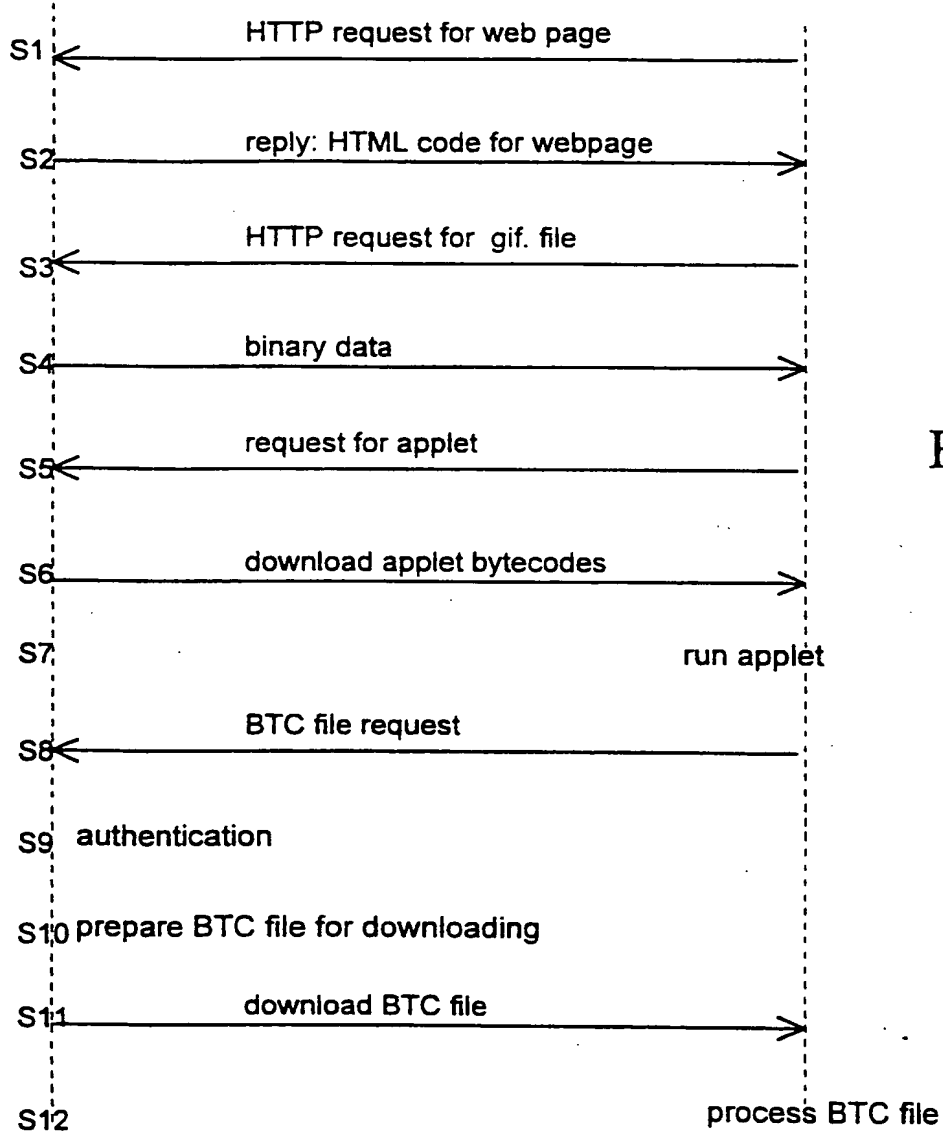 HTTP request for web page
S1
reply: HTML code for webpage
S2
HTTP request for gif. file
S3
binary data
S4
request for applet
S5
download applet bytecodes
S6
S7 run applet
BTC file request
S8
S9 authentication
S10 prepare BTC file for downloading
download BTC file
S11
S12 process BTC file